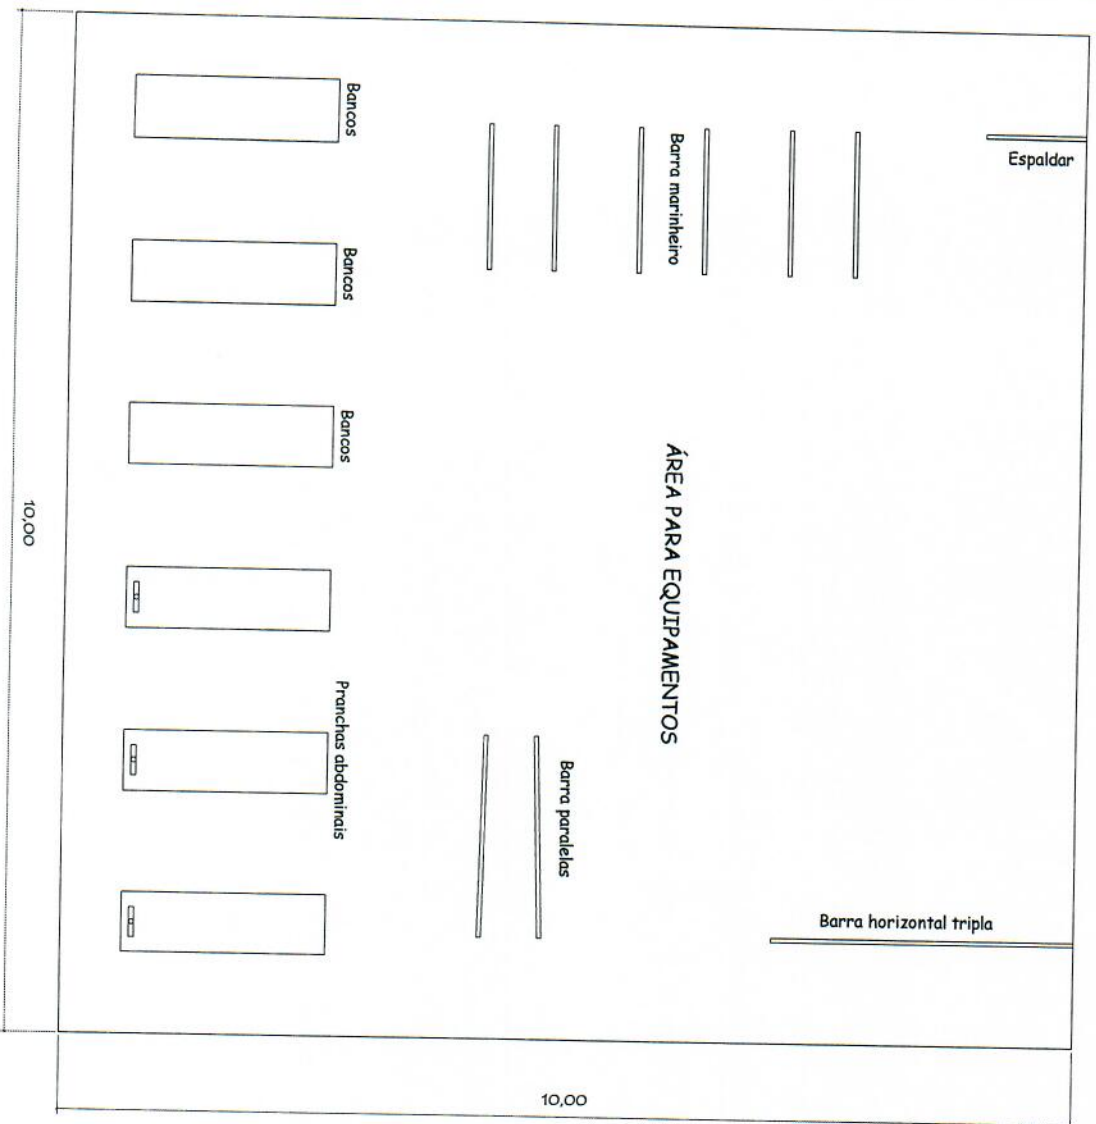 Bancos
Barra marinheiro
Espaldar
Bancos
Bancos
ÁREA PARA EQUIPAMENTOS
10,00
Pranchas abdominais
Barra paralelas
Barra horizontal tripla
10,00